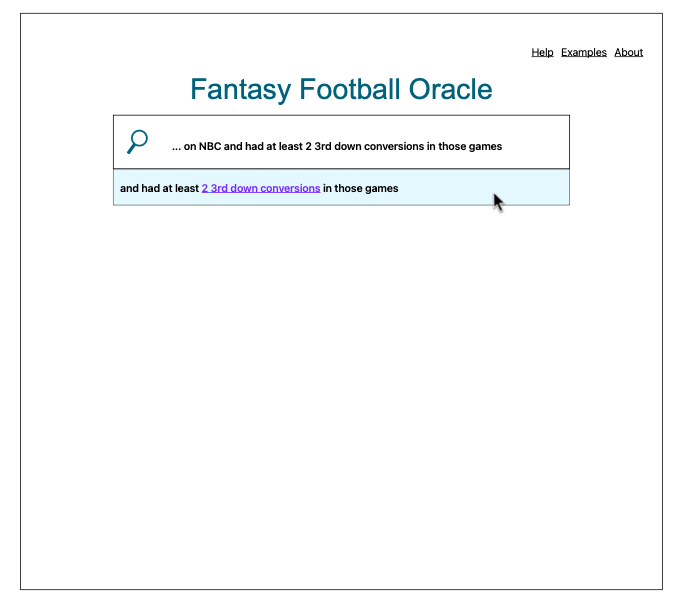 Help Examples About
Fantasy Football Oracle
... on NBC and had at least 2 3rd down conversions in those games
and had at least 2 3rd down conversions in those games